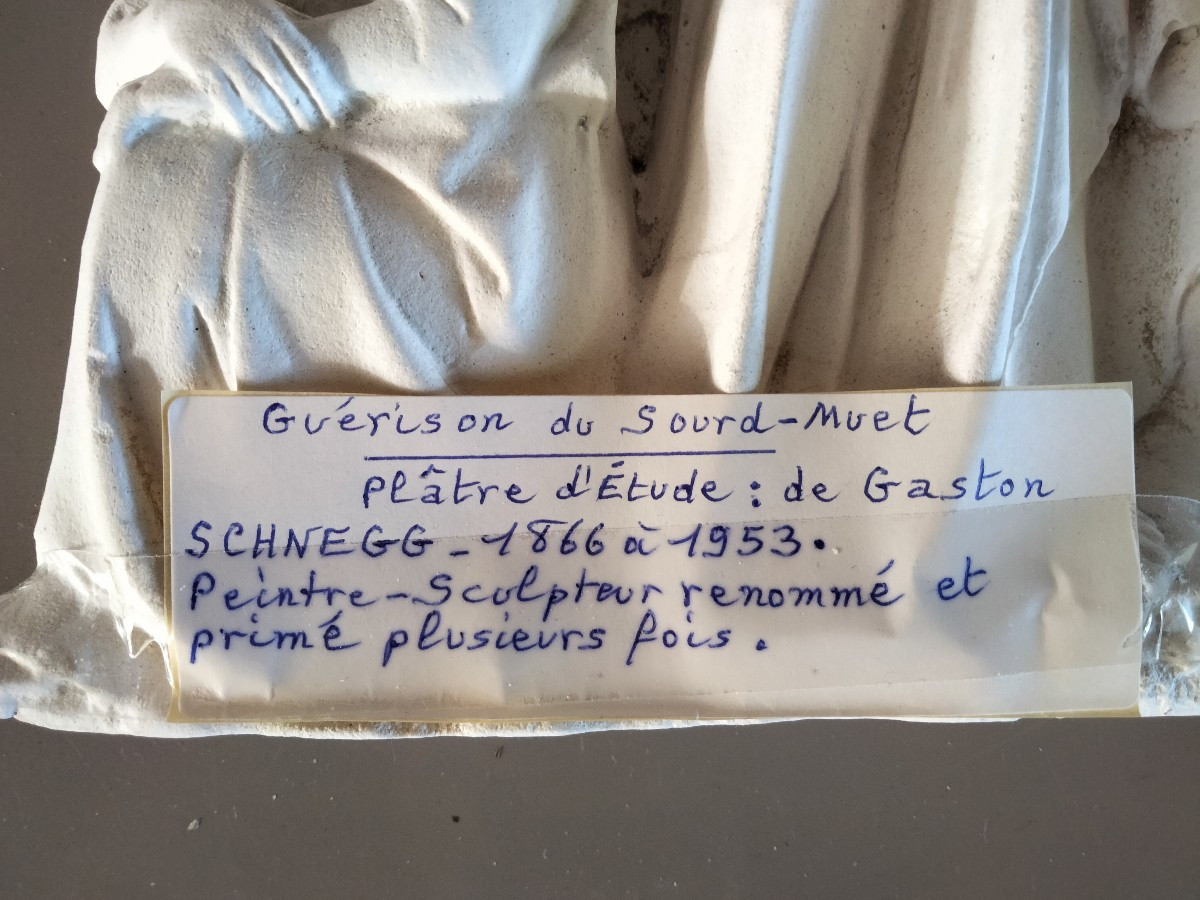 Guérison du Sourd-Muet
Plâtre d'Étude : de Gaston
SCHNEGG - 1866 à 1953.
Peintre-Sculpteur renommé et
primé plusieurs fois.